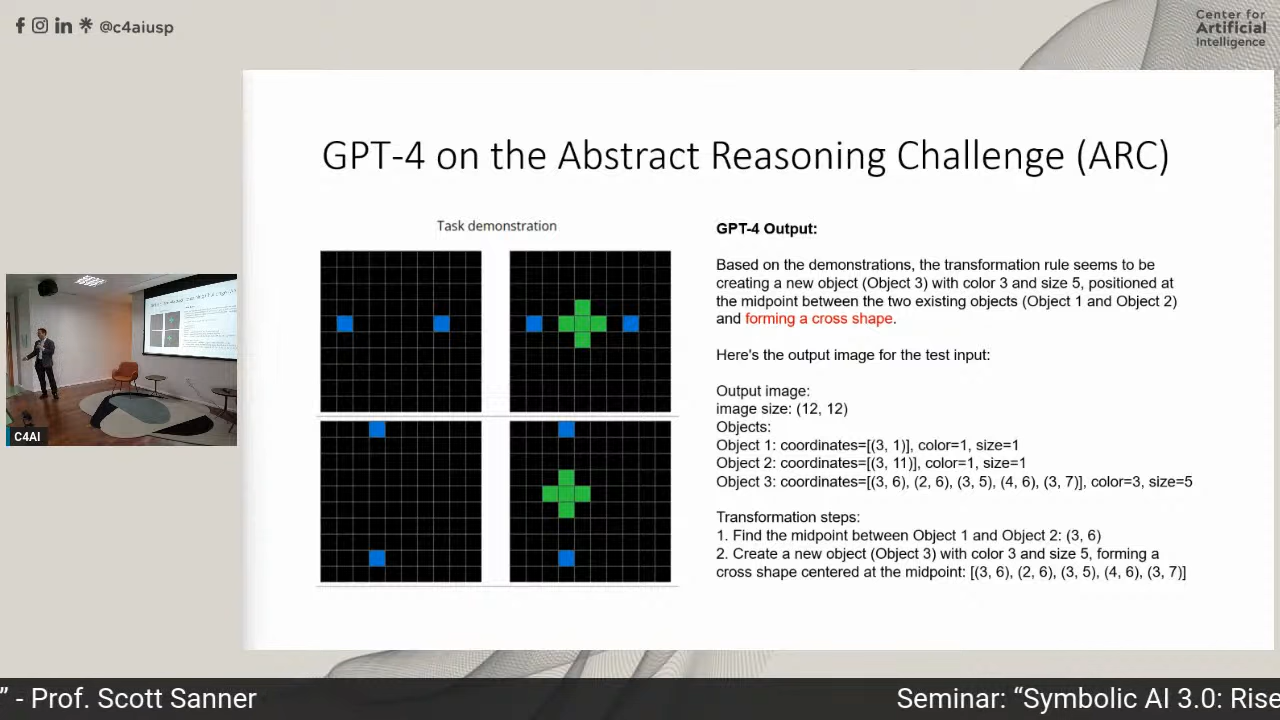 @c4aiusp
Center for
Artificial
Intelligence
GPT-4 on the Abstract Reasoning Challenge (ARC)
Task demonstration
GPT-4 Output:
Based on the demonstrations, the transformation rule seems to be
creating a new object (Object 3) with color 3 and size 5, positioned at
the midpoint between the two existing objects (Object 1 and Object 2)
and forming a cross shape.
Here's the output image for the test input:
Output image:
image size: (12, 12)
Objects:
Object 1: coordinates=[(3, 1)], color=1, size=1
Object 2: coordinates=[(3, 11)], color=1, size=1
Object 3: coordinates=[(3, 6), (2, 6), (3, 5), (4, 6), (3, 7)], color=3, size=5
Transformation steps:
1. Find the midpoint between Object 1 and Object 2: (3, 6)
2. Create a new object (Object 3) with color 3 and size 5, forming a
cross shape centered at the midpoint: [(3, 6), (2, 6), (3, 5), (4, 6), (3, 7)]
C4AI
” - Prof. Scott Sanner
Seminar: “Symbolic AI 3.0: Rise